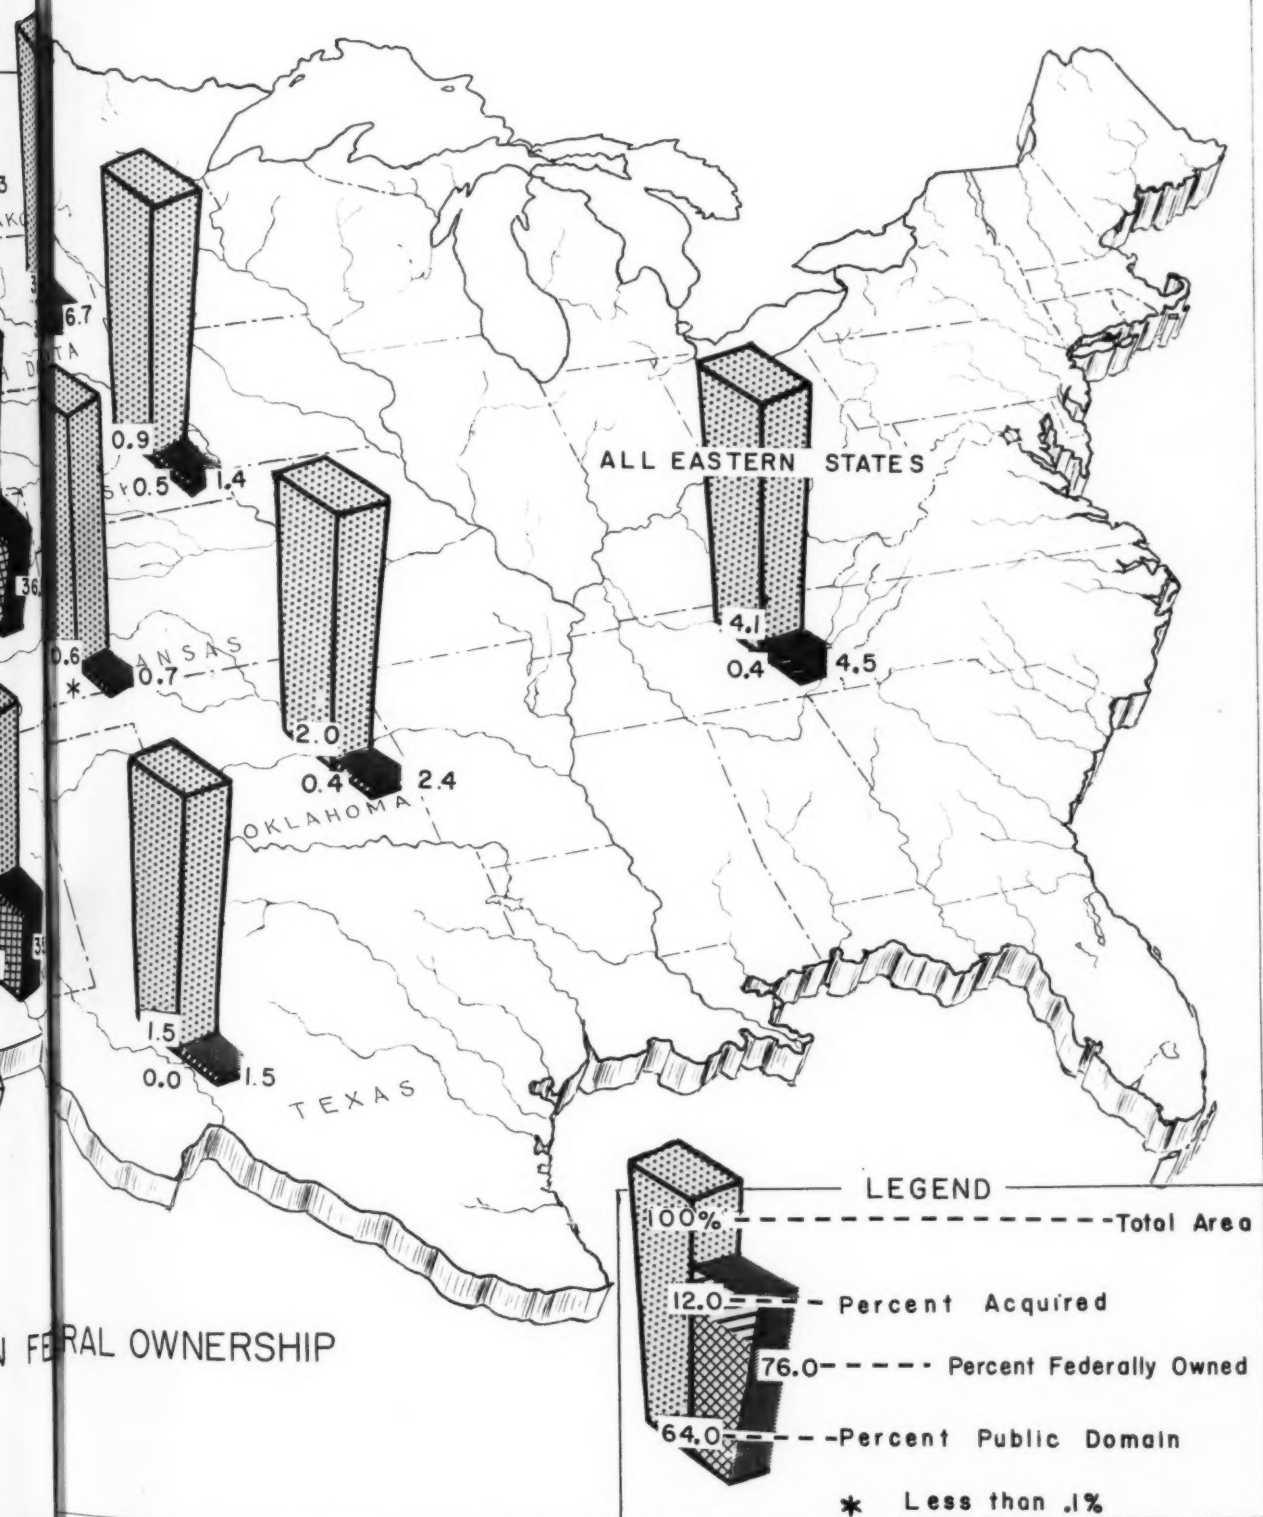 3
6.7
0.9
0.5
1.4
ALL EASTERN STATES
36.
0.6
ANSAS
*
0.7
4.1
0.4
4.5
2.0
0.4
2.4
OKLAHOMA
1.5
0.0
1.5
TEXAS
LEGEND
100% Total Area
12.0 Percent Acquired
76.0 Percent Federally Owned
64.0 Percent Public Domain
* Less than .1%
RAL OWNERSHIP